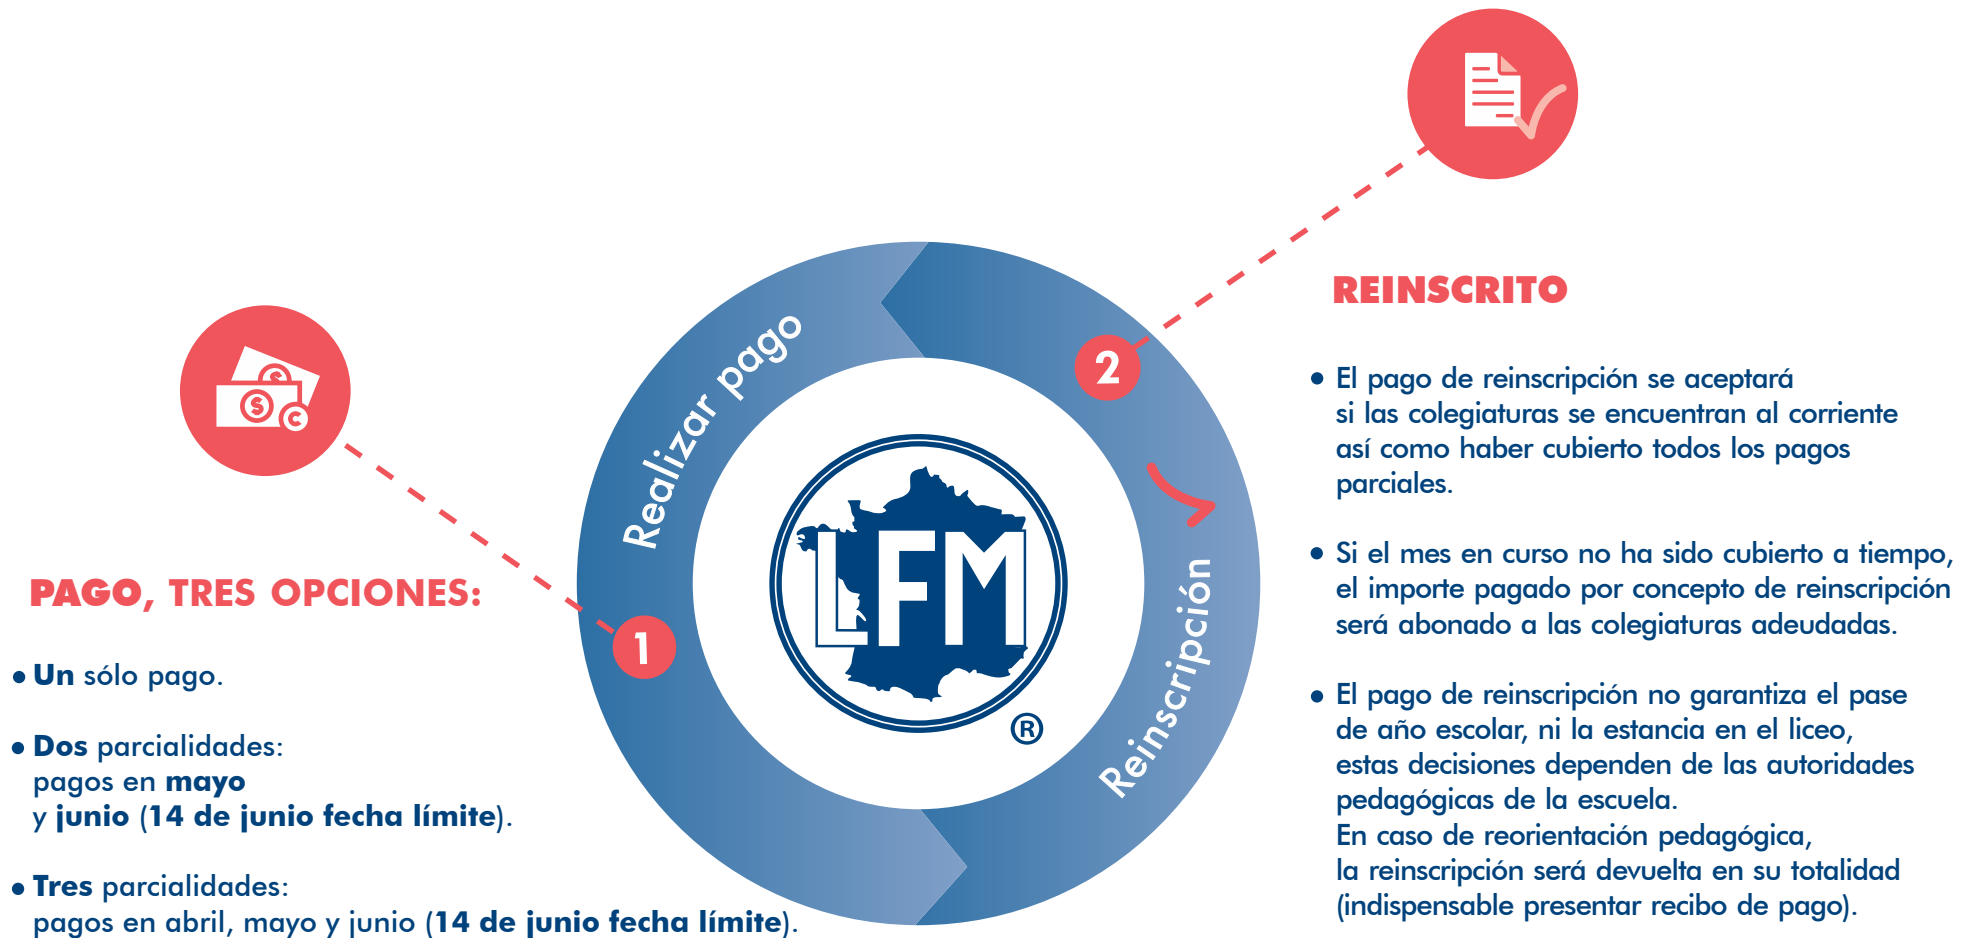 Realizar pago
1
PAGO, TRES OPCIONES:
• Un sólo pago.
• Dos parcialidades:
pagos en mayo
y junio (14 de junio fecha límite).
• Tres parcialidades:
pagos en abril, mayo y junio (14 de junio fecha límite).
LFM
®
2
Reinscripción
REINSCRITO
• El pago de reinscripción se aceptará
si las colegiaturas se encuentran al corriente
así como haber cubierto todos los pagos
parciales.
• Si el mes en curso no ha sido cubierto a tiempo,
el importe pagado por concepto de reinscripción
será abonado a las colegiaturas adeudadas.
• El pago de reinscripción no garantiza el pase
de año escolar, ni la estancia en el liceo,
estas decisiones dependen de las autoridades
pedagógicas de la escuela.
En caso de reorientación pedagógica,
la reinscripción será devuelta en su totalidad
(indispensable presentar recibo de pago).